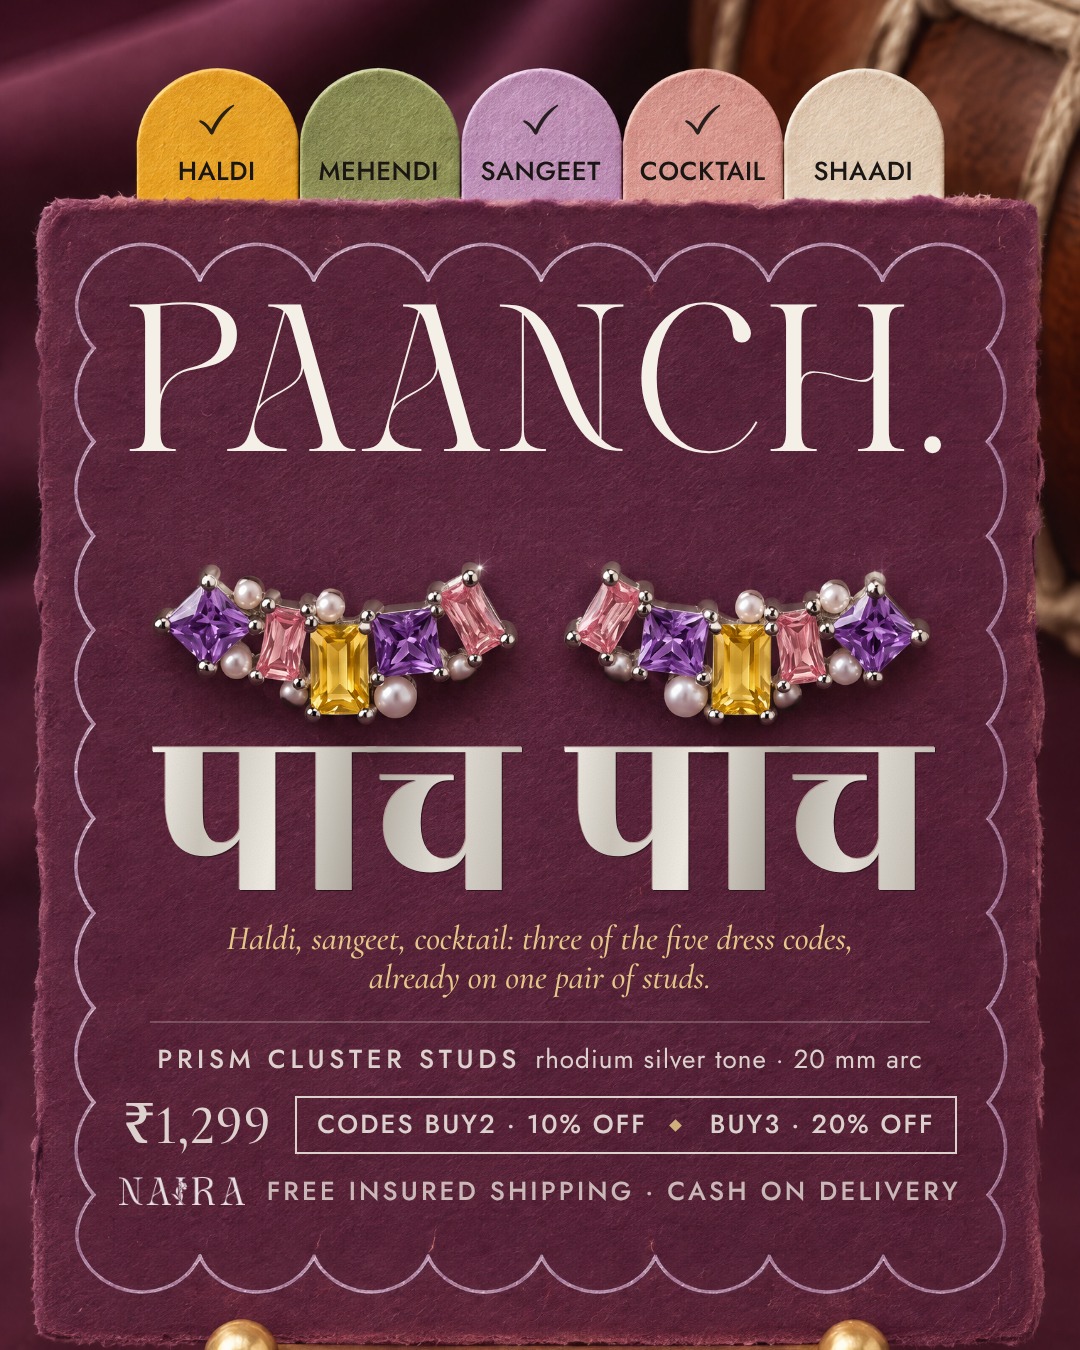 HALDI MEHENDI SANGEET COCKTAIL SHAADI
PAANCH.
पाच पाच
Haldi, sangeet, cocktail: three of the five dress codes,
already on one pair of studs.
PRISM CLUSTER STUDS rhodium silver tone · 20 mm arc
₹1,299 CODES BUY2 · 10% OFF ◆ BUY3 · 20% OFF
NAIRA FREE INSURED SHIPPING · CASH ON DELIVERY